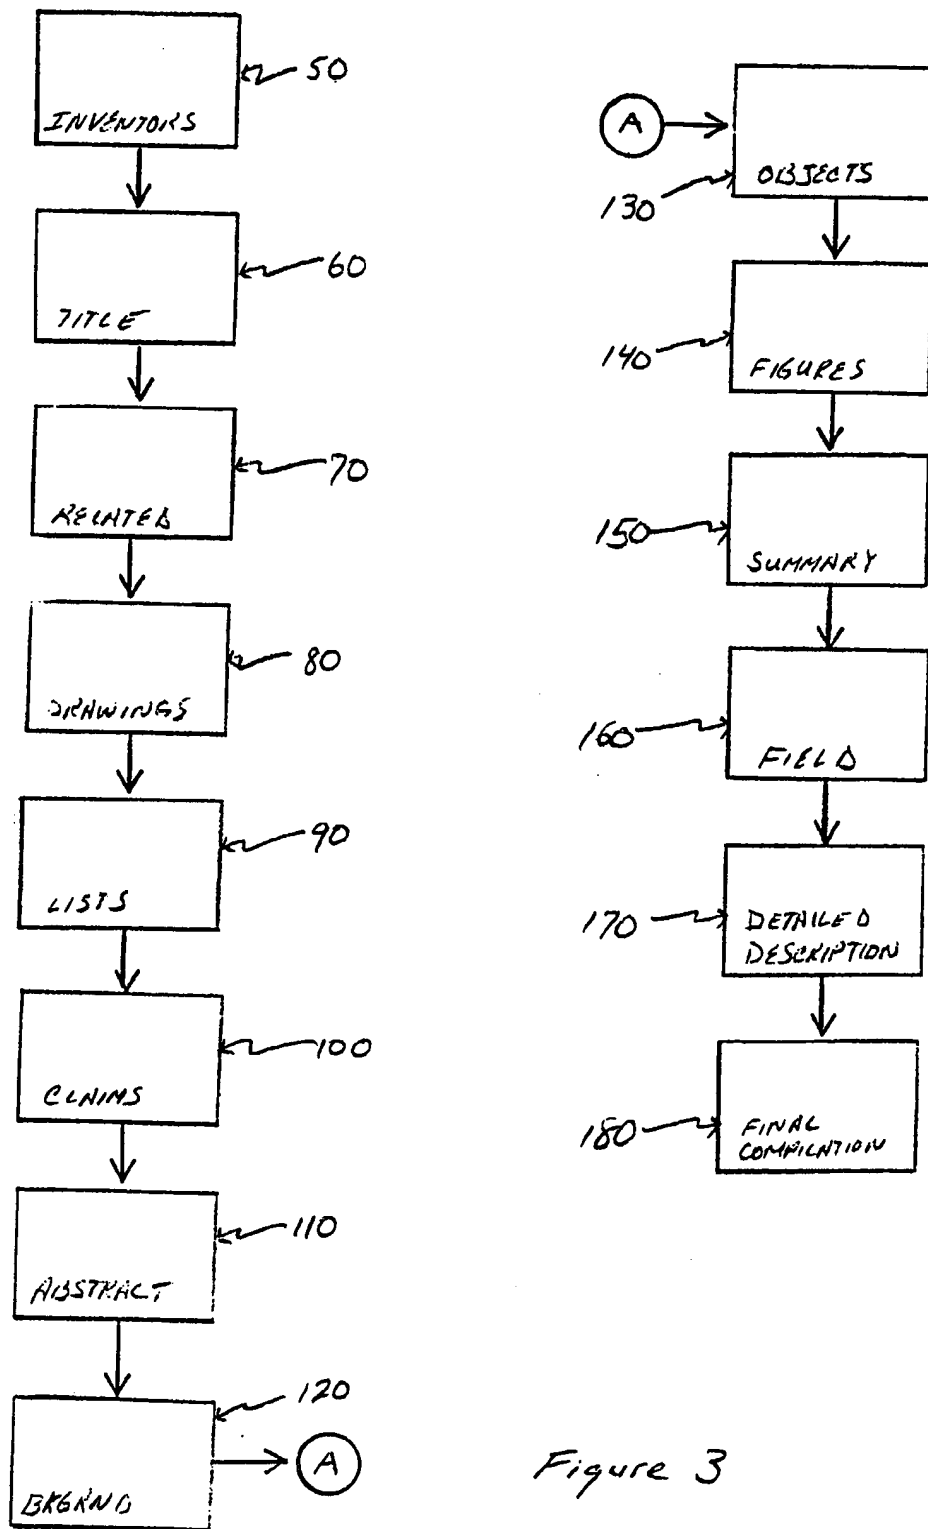 INVENTORS
50
TITLE
60
RELATED
70
DRAWINGS
80
LISTS
90
CLAIMS
100
ABSTRACT
110
BKGRND
120
A
A
OBJECTS
130
FIGURES
140
SUMMARY
150
FIELD
160
DETAILED
DESCRIPTION
170
FINAL
COMPILATION
180
Figure 3